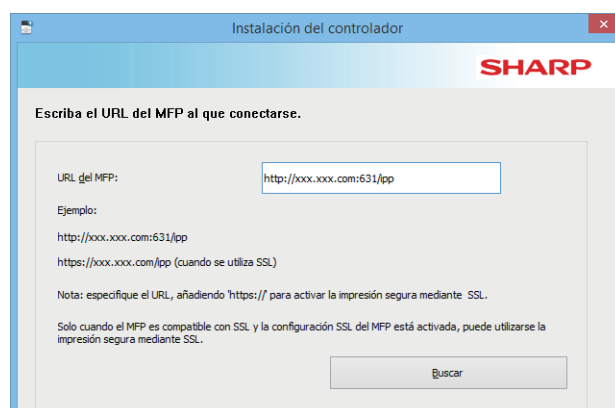 Instalación del controlador
SHARP
Escriba el URL del MFP al que conectarse.
URL del MFP:
http://xxx.xxx.com:631/ipp
Ejemplo:
http://xxx.xxx.com:631/ipp
https://xxx.xxx.com/ipp (cuando se utiliza SSL)
Nota: especifique el URL, añadiendo 'https://' para activar la impresión segura mediante SSL.
Solo cuando el MFP es compatible con SSL y la configuración SSL del MFP está activada, puede utilizarse la
impresión segura mediante SSL.
Buscar